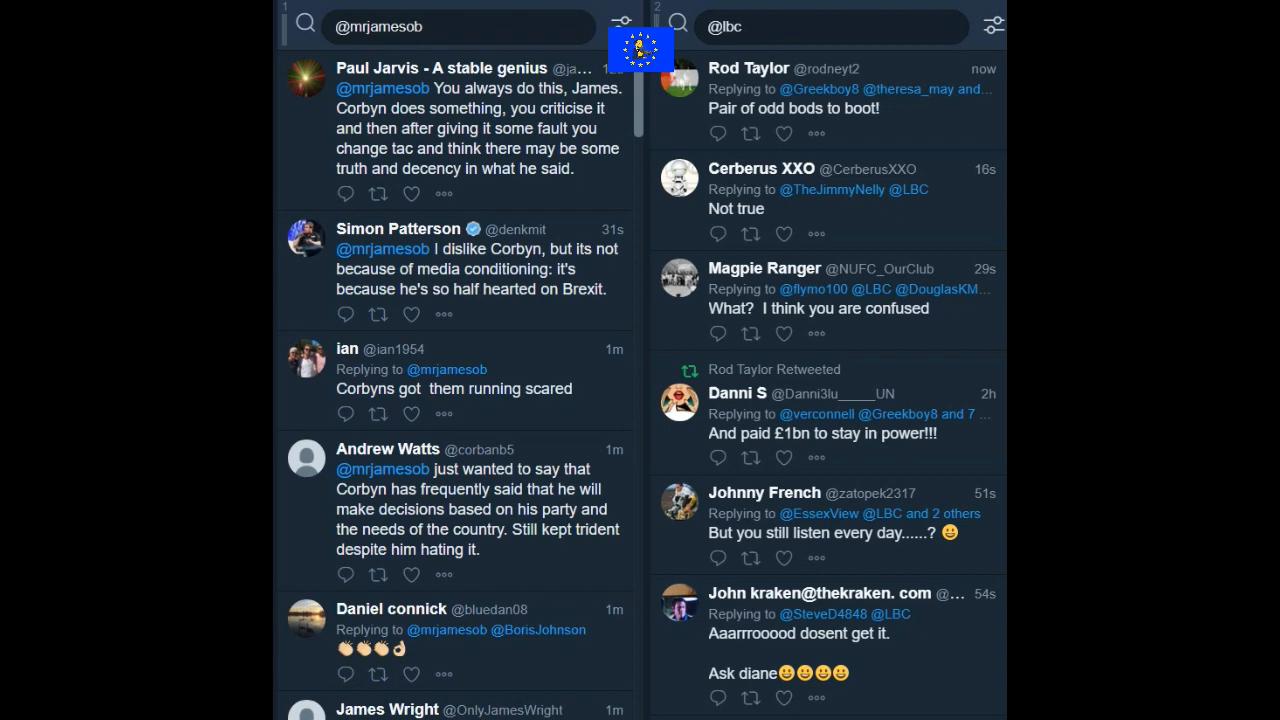 1
@mrjamesob
Paul Jarvis - A stable genius @ja...
@mrjamesob You always do this, James.
Corbyn does something, you criticise it
and then after giving it some fault you
change tac and think there may be some
truth and decency in what he said.
Simon Patterson @denkmit 31s
@mrjamesob I dislike Corbyn, but its not
because of media conditioning: it's
because he's so half hearted on Brexit.
ian @ian1954 1m
Replying to @mrjamesob
Corbyns got  them running scared
Andrew Watts @corbanb5 1m
@mrjamesob just wanted to say that
Corbyn has frequently said that he will
make decisions based on his party and
the needs of the country. Still kept trident
despite him hating it.
Daniel connick @bluedan08 1m
Replying to @mrjamesob @BorisJohnson
👏🏻👏🏻👏🏻👌🏻
James Wright @OnlyJamesWright 1m
2
@lbc
Rod Taylor @rodneyt2 now
Replying to @Greekboy8 @theresa_may and...
Pair of odd bods to boot!
Cerberus XXO @CerberusXXO 16s
Replying to @TheJimmyNelly @LBC
Not true
Magpie Ranger @NUFC_OurClub 29s
Replying to @flymo100 @LBC @DouglasKM...
What?  I think you are confused
Rod Taylor Retweeted
Danni S @Danni3lu_____UN 2h
Replying to @verconnell @Greekboy8 and 7 ...
And paid £1bn to stay in power!!!
Johnny French @zatopek2317 51s
Replying to @EssexView @LBC and 2 others
But you still listen every day......? 😀
John kraken@thekraken. com @... 54s
Replying to @SteveD4848 @LBC
Aaarrrooood dosent get it.
Ask diane😀😀😀😀